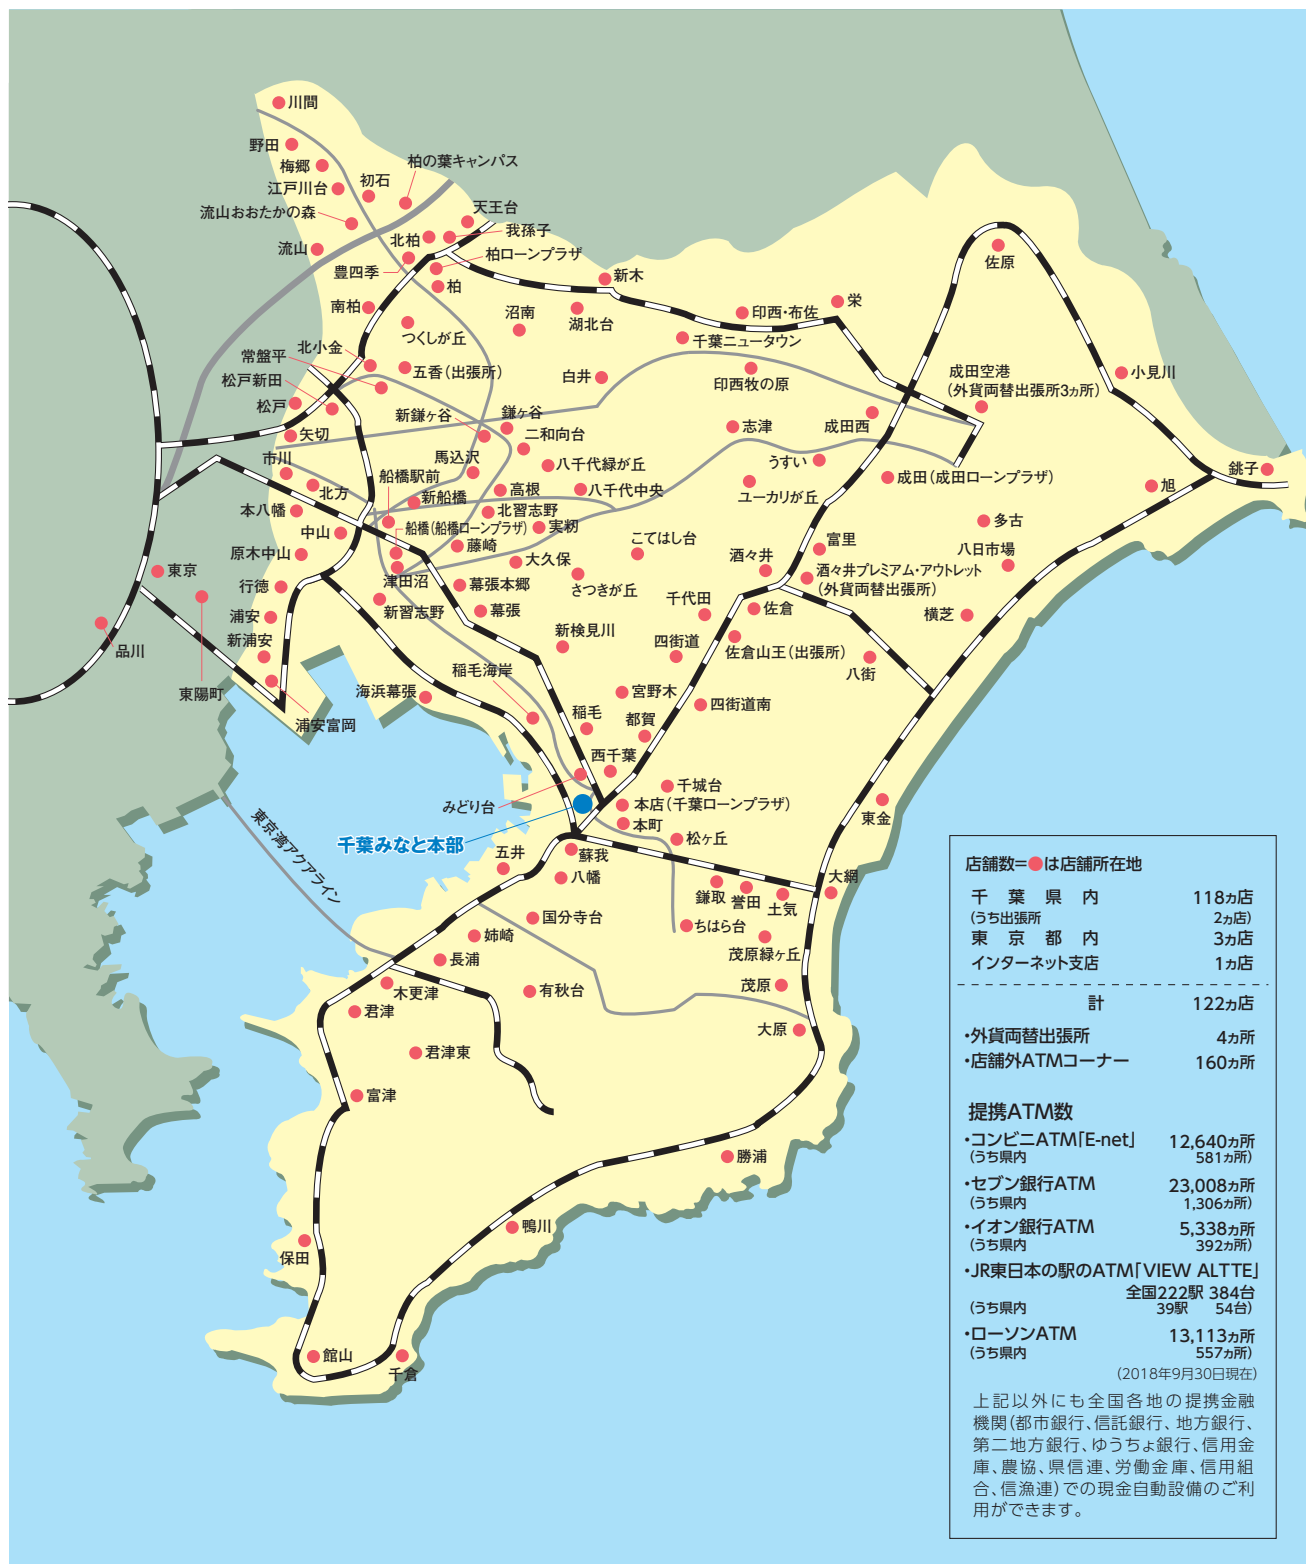 川間
野田
梅郷
柏の葉キャンパス
初石
江戸川台
流山おおたかの森
天王台
流山
北柏
我孫子
柏ローンプラザ
豊四季
柏
新木
佐原
南柏
沼南
湖北台
印西・布佐
栄
つくしが丘
千葉ニュータウン
北小金
常盤平
五香（出張所）
白井
印西牧の原
成田空港
（外貨両替出張所3ヵ所）
小見川
松戸新田
松戸
新鎌ヶ谷
鎌ヶ谷
志津
成田西
矢切
二和向台
市川
馬込沢
八千代緑が丘
うすい
銚子
船橋駅前
北方
新船橋
高根
八千代中央
ユーカリが丘
成田（成田ローンプラザ）
旭
本八幡
北習志野
中山
船橋（船橋ローンプラザ）
実籾
多古
原木中山
藤崎
こてはし台
富里
八日市場
東京
津田沼
大久保
さつきが丘
酒々井
酒々井プレミアム・アウトレット
（外貨両替出張所）
行徳
幕張本郷
新習志野
幕張
千代田
佐倉
横芝
浦安
品川
新浦安
新検見川
四街道
佐倉山王（出張所）
八街
稲毛海岸
東陽町
海浜幕張
宮野木
四街道南
浦安富岡
稲毛
都賀
西千葉
みどり台
千城台
本店（千葉ローンプラザ）
東金
東京湾アクアライン
本町
千葉みなと本部
松ヶ丘
五井
蘇我
八幡
鎌取
誉田
土気
大網
国分寺台
ちはら台
姉崎
茂原緑ヶ丘
長浦
木更津
有秋台
茂原
君津
大原
君津東
富津
勝浦
鴨川
保田
館山
千倉
店舗数=●は店舗所在地
千葉県内 118ヵ店
（うち出張所 2ヵ店）
東京都内 3ヵ店
インターネット支店 1ヵ店
計 122ヵ店
・外貨両替出張所 4ヵ所
・店舗外ATMコーナー 160ヵ所
提携ATM数
・コンビニATM「E-net」 12,640ヵ所
（うち県内 581ヵ所）
・セブン銀行ATM 23,008ヵ所
（うち県内 1,306ヵ所）
・イオン銀行ATM 5,338ヵ所
（うち県内 392ヵ所）
・JR東日本の駅のATM「VIEW ALTTE」
全国222駅 384台
（うち県内 39駅 54台）
・ローソンATM 13,113ヵ所
（うち県内 557ヵ所）
（2018年9月30日現在）
上記以外にも全国各地の提携金融
機関（都市銀行、信託銀行、地方銀行、
第二地方銀行、ゆうちょ銀行、信用金
庫、農協、県信連、労働金庫、信用組
合、信漁連）での現金自動設備のご利
用ができます。